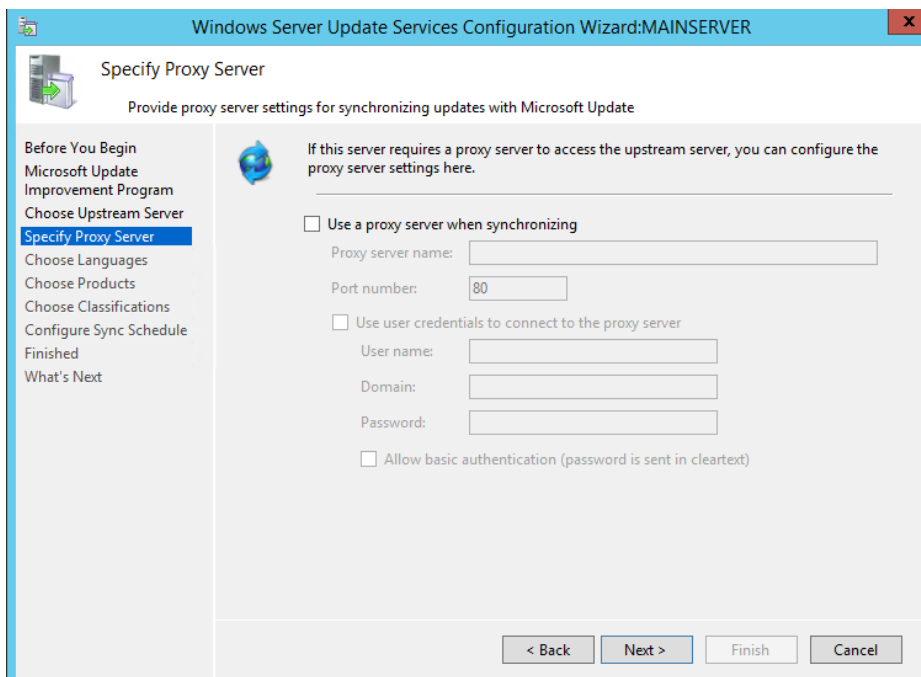 Windows Server Update Services Configuration Wizard:MAINSERVER
x
Specify Proxy Server
Provide proxy server settings for synchronizing updates with Microsoft Update
Before You Begin
Microsoft Update
Improvement Program
Choose Upstream Server
Specify Proxy Server
Choose Languages
Choose Products
Choose Classifications
Configure Sync Schedule
Finished
What's Next
If this server requires a proxy server to access the upstream server, you can configure the
proxy server settings here.
Use a proxy server when synchronizing
Proxy server name:
Port number: 80
Use user credentials to connect to the proxy server
User name:
Domain:
Password:
Allow basic authentication (password is sent in cleartext)
< Back Next > Finish Cancel